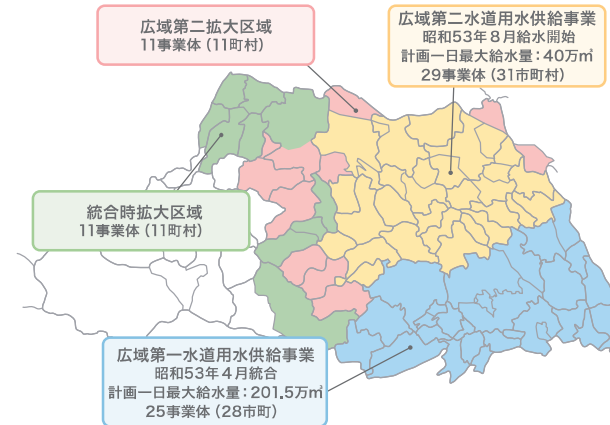 広域第二拡大区域
11事業体（11町村）
広域第二水道用水供給事業
昭和53年８月給水開始
計画一日最大給水量：40万㎥
29事業体（31市町村）
統合時拡大区域
11事業体（11町村）
広域第一水道用水供給事業
昭和53年４月統合
計画一日最大給水量：201.5万㎥
25事業体（28市町）